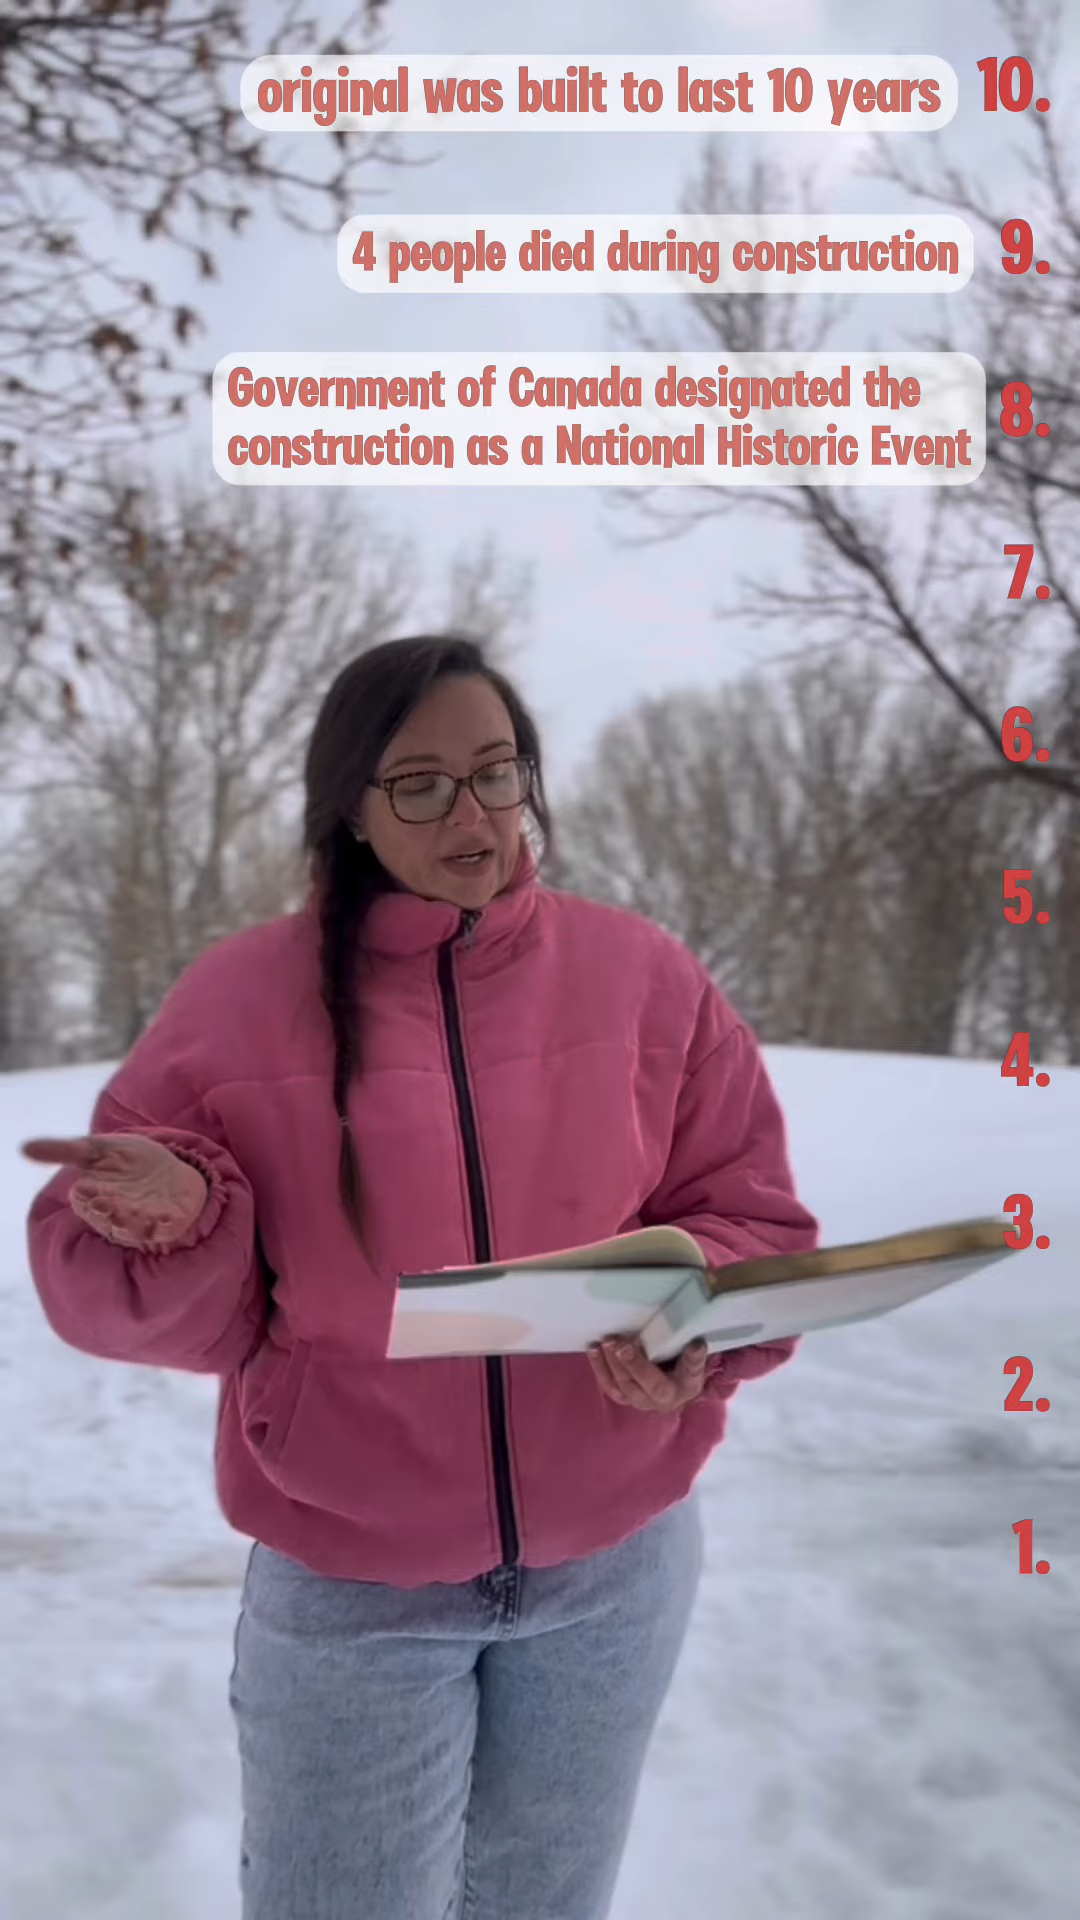 original was built to last 10 years 10.
4 people died during construction 9.
Government of Canada designated the
construction as a National Historic Event 8.
7.
6.
5.
4.
3.
2.
1.